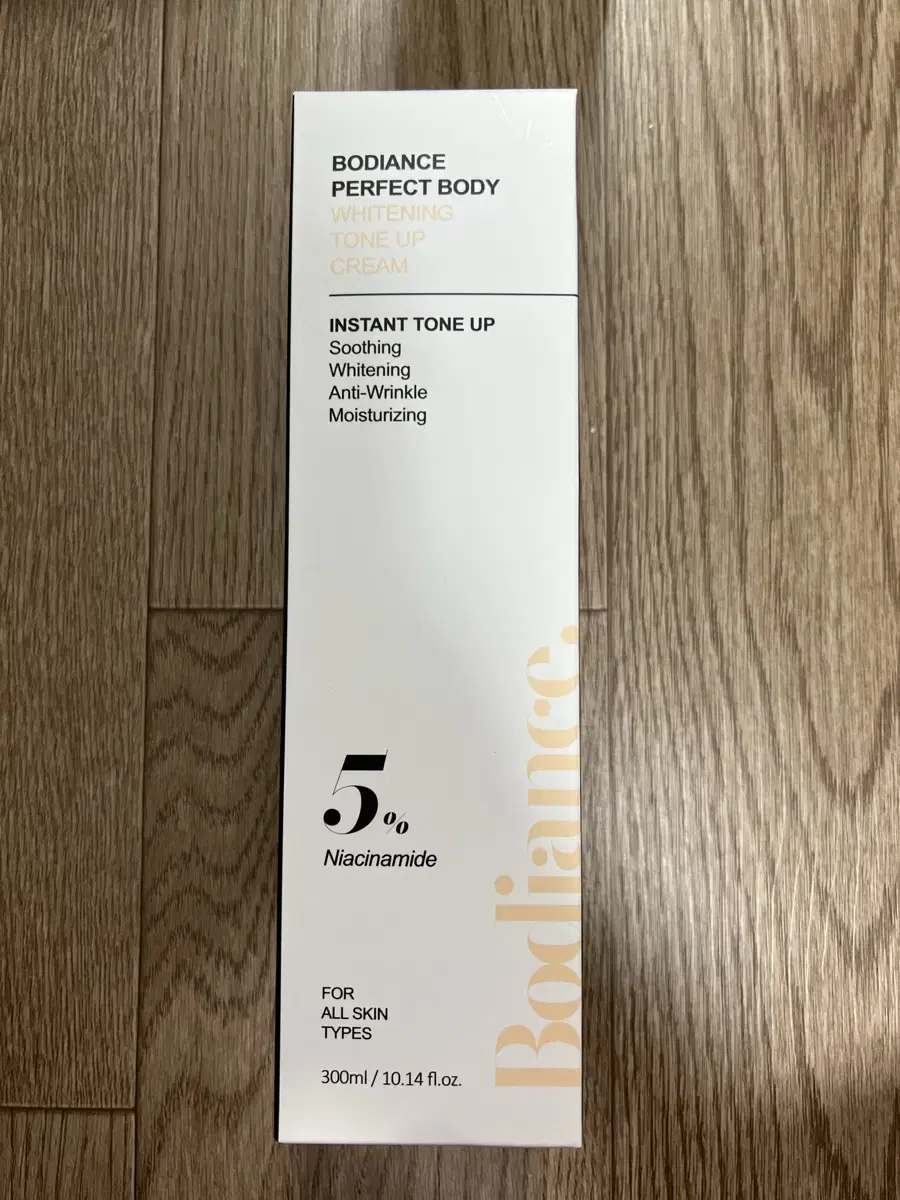 BODIANCE
PERFECT BODY
WHITENING
TONE UP
CREAM
INSTANT TONE UP
Soothing
Whitening
Anti-Wrinkle
Moisturizing
5%
Niacinamide
Bodiance.
FOR
ALL SKIN
TYPES
300ml / 10.14 fl.oz.